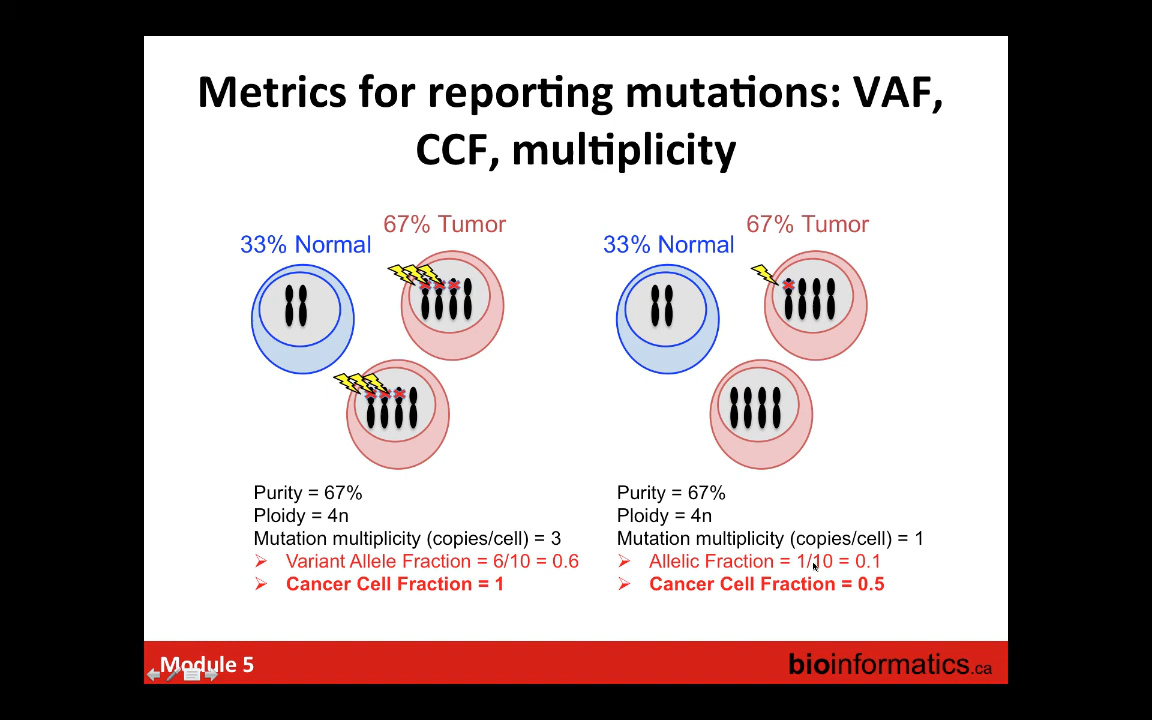 Metrics for reporting mutations: VAF,
CCF, multiplicity
67% Tumor
33% Normal
67% Tumor
33% Normal
Purity = 67%
Ploidy = 4n
Mutation multiplicity (copies/cell) = 3
➢ Variant Allele Fraction = 6/10 = 0.6
➢ Cancer Cell Fraction = 1
Purity = 67%
Ploidy = 4n
Mutation multiplicity (copies/cell) = 1
➢ Allelic Fraction = 1/10 = 0.1
➢ Cancer Cell Fraction = 0.5
Module 5
bioinformatics.ca